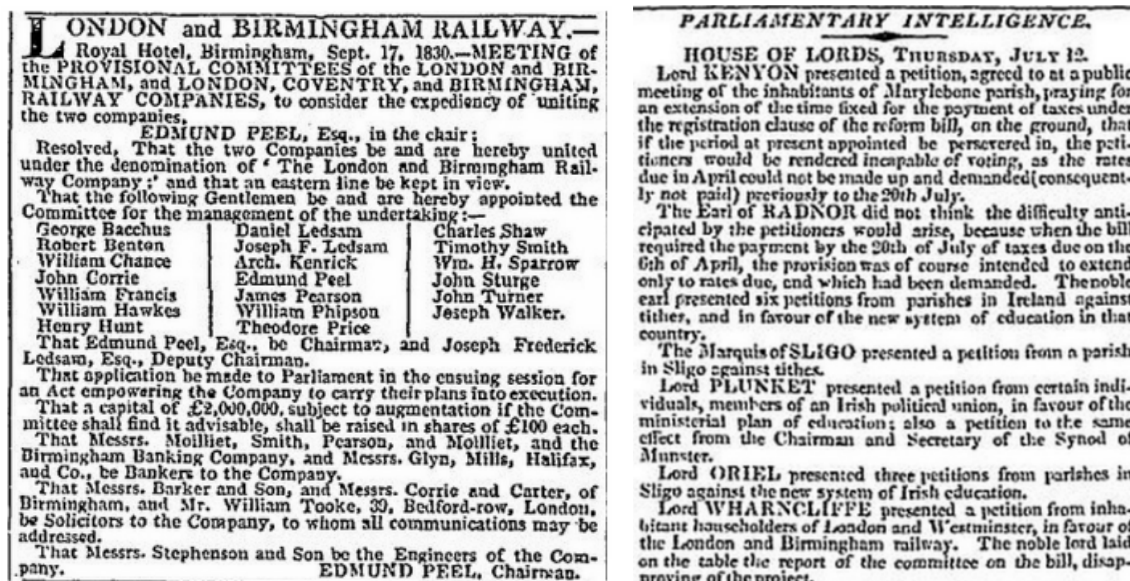 LONDON and BIRMINGHAM RAILWAY.—
Royal Hotel, Birmingham, Sept. 17, 1830.—MEETING of
the PROVISIONAL COMMITTEES of the LONDON and BIR-
MINGHAM, and LONDON, COVENTRY, and BIRMINGHAM,
RAILWAY COMPANIES, to consider the expediency of uniting
the two companies,
EDMUND PEEL, Esq., in the chair:
Resolved, That the two Companies be and are hereby united
under the denomination of ' The London and Birmingham Rail-
way Company;' and that an eastern line be kept in view.
That the following Gentlemen be and are hereby appointed the
Committee for the management of the undertaking:—
George Bacchus
Robert Benton
William Chance
John Corrie
William Francis
William Hawkes
Henry Hunt
Daniel Ledsam
Joseph F. Ledsam
Arch. Kenrick
Edmund Peel
James Pearson
William Phipson
Theodore Price
Charles Shaw
Timothy Smith
Wm. H. Sparrow
John Sturge
John Turner
Joseph Walker.
That Edmund Peel, Esq., be Chairman, and Joseph Frederick
Ledsam, Esq., Deputy Chairman.
That application be made to Parliament in the ensuing session for
an Act empowering the Company to carry their plans into execution.
That a capital of £2,000,000, subject to augmentation if the Com-
mittee shall find it advisable, shall be raised in shares of £100 each.
That Messrs. Moilliet, Smith, Pearson, and Moilliet, and the
Birmingham Banking Company, and Messrs. Glyn, Mills, Halifax,
and Co., be Bankers to the Company.
That Messrs. Barker and Son, and Messrs. Corrie and Carter, of
Birmingham, and Mr. William Tooke, 39, Bedford-row, London,
be Solicitors to the Company, to whom all communications may be
addressed.
That Messrs. Stephenson and Son be the Engineers of the Com-
pany. EDMUND PEEL, Chairman.
PARLIAMENTARY INTELLIGENCE.
HOUSE OF LORDS, THURSDAY, JULY 12.
Lord KENYON presented a petition, agreed to at a public
meeting of the inhabitants of Marylebone parish, praying for
an extension of the time fixed for the payment of taxes under
the registration clause of the reform bill, on the ground, that
if the period at present appointed be persevered in, the peti-
tioners would be rendered incapable of voting, as the rates
due in April could not be made up and demanded (consequent-
ly not paid) previously to the 20th July.
The Earl of RADNOR did not think the difficulty anti-
cipated by the petitioners would arise, because when the bill
required the payment by the 20th of July of taxes due on the
6th of April, the provision was of course intended to extend
only to rates due, and which had been demanded. The noble
earl presented six petitions from parishes in Ireland against
tithes, and in favour of the new system of education in that
country.
The Marquis of SLIGO presented a petition from a parish
in Sligo against tithes.
Lord PLUNKET presented a petition from certain indi-
viduals, members of an Irish political union, in favour of the
ministerial plan of education; also a petition to the same
effect from the Chairman and Secretary of the Synod of
Munster.
Lord ORIEL presented three petitions from parishes in
Sligo against the new system of Irish education.
Lord WHARNCLIFFE presented a petition from inha-
bitant householders of London and Westminster, in favour of
the London and Birmingham railway. The noble lord laid
on the table the report of the committee on the bill, disap-
proving of the project.